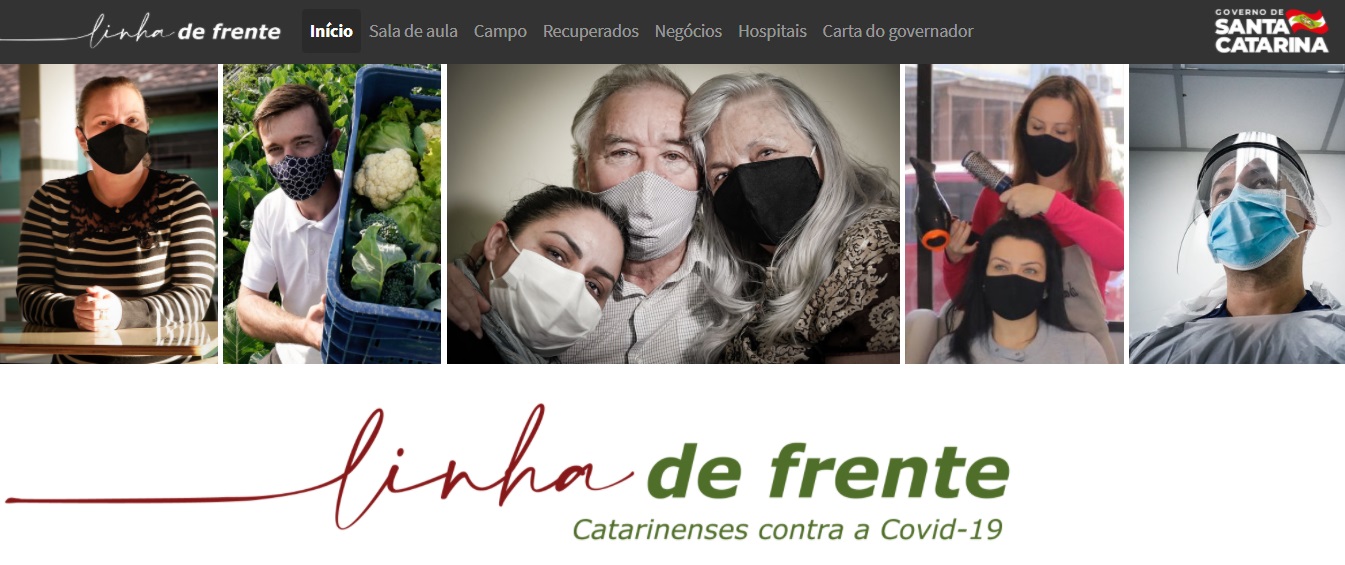 linha de frente
Início Sala de aula Campo Recuperados Negócios Hospitais Carta do governador
GOVERNO DE
SANTA
CATARINA
linha de frente
Catarinenses contra a Covid-19